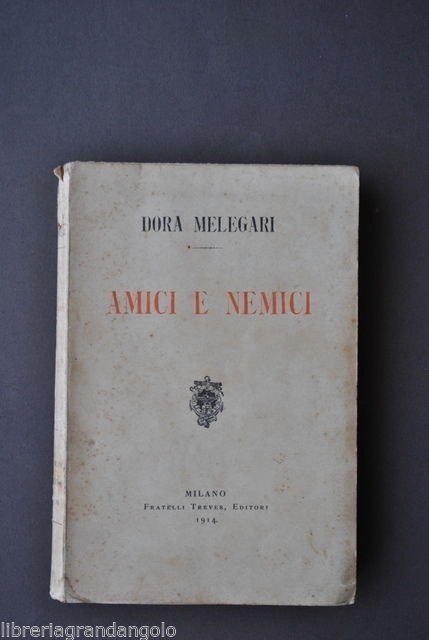 DORA MELEGARI
AMICI E NEMICI
MILANO
FRATELLI TREVES, EDITORI
1914.
libreriagrandangolo